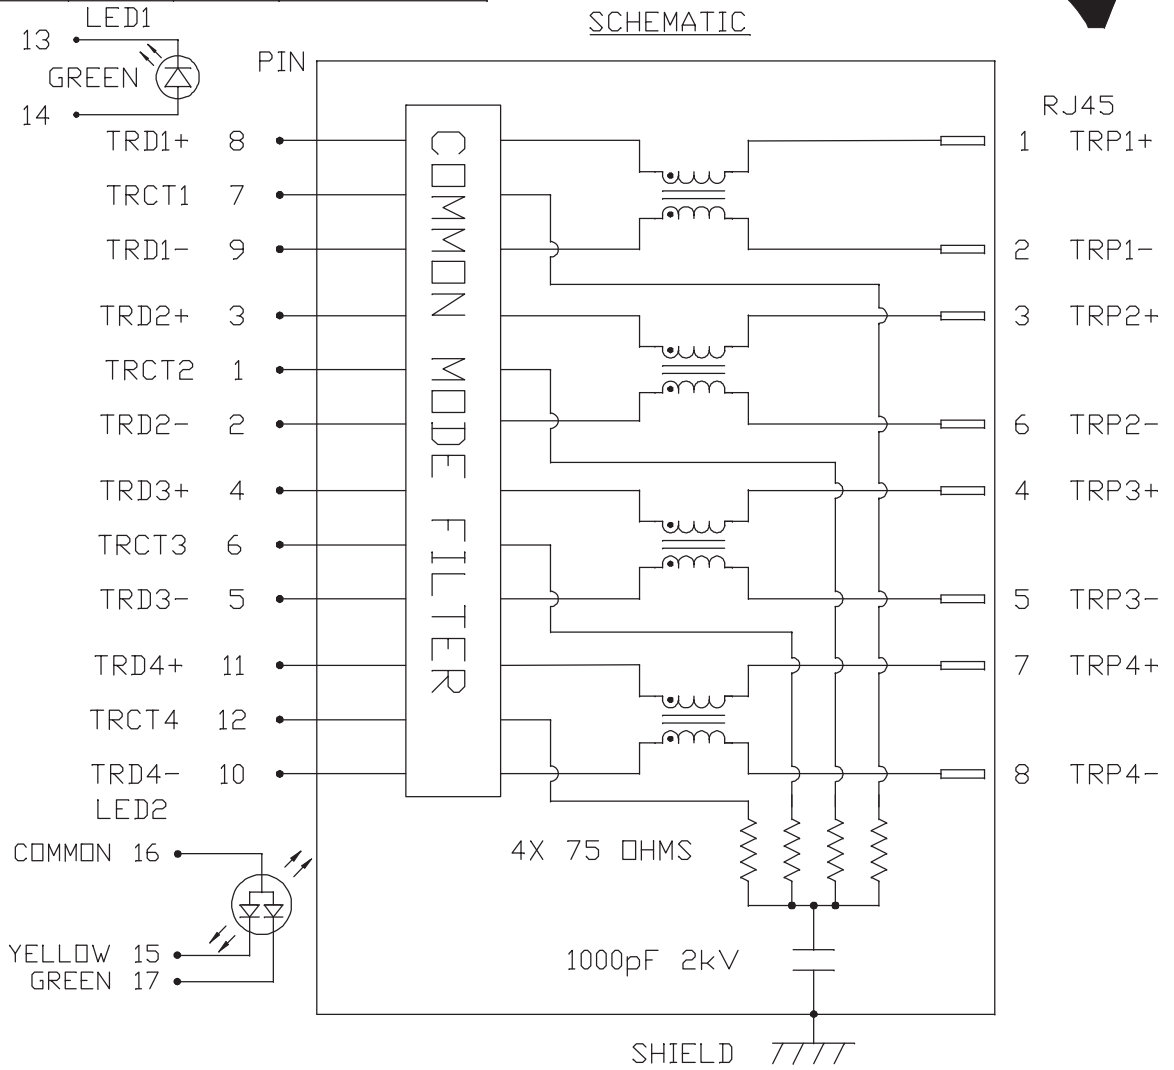 SCHEMATIC
LED1
13
GREEN
14
PIN
RJ45
TRD1+ 8
1 TRP1+
TRCT1 7
TRD1- 9
2 TRP1-
TRD2+ 3
3 TRP2+
TRCT2 1
TRD2- 2
6 TRP2-
TRD3+ 4
4 TRP3+
TRCT3 6
TRD3- 5
5 TRP3-
TRD4+ 11
7 TRP4+
TRCT4 12
TRD4- 10
8 TRP4-
COMMON MODE FILTER
LED2
COMMON 16
YELLOW 15
GREEN 17
4X 75 OHMS
1000pF 2kV
SHIELD